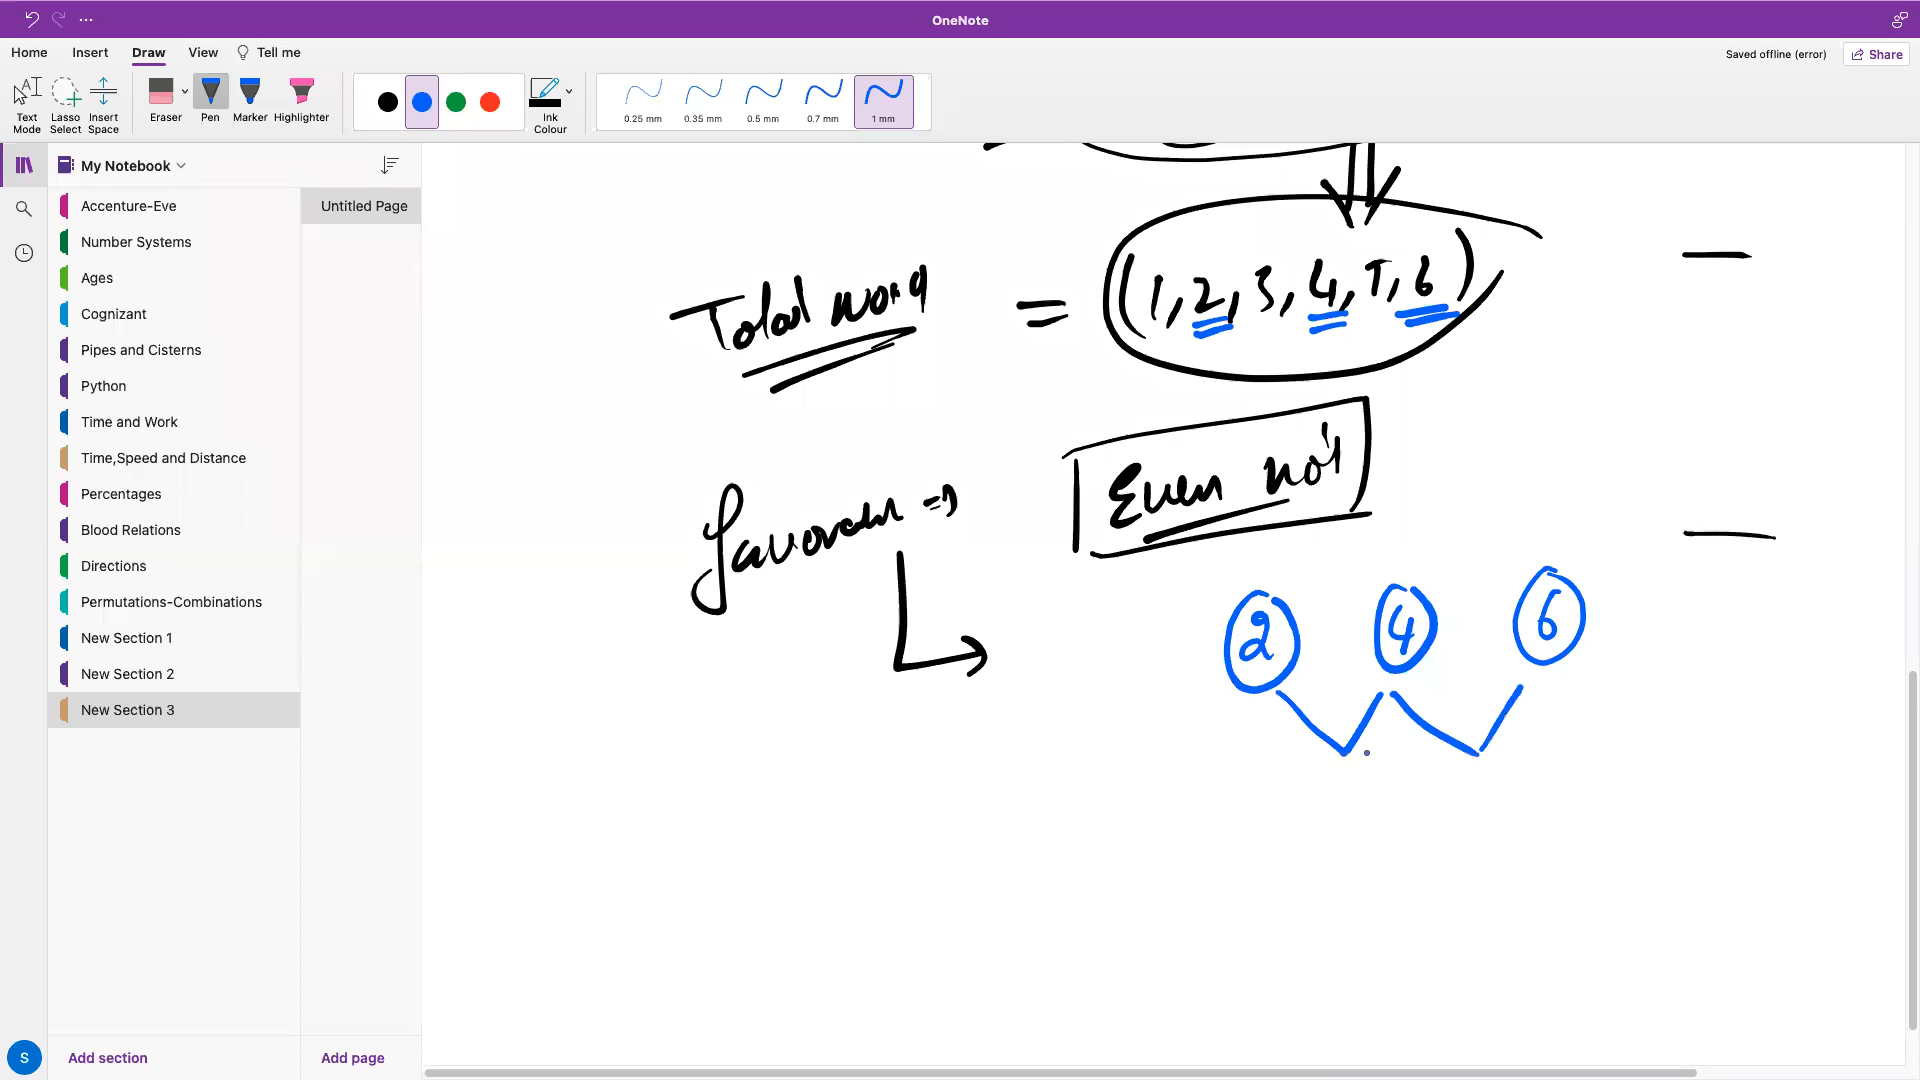 OneNote
Home Insert Draw View Tell me
Saved offline (error) Share
Text Mode
Lasso Select
Insert Space
Eraser
Pen
Marker
Highlighter
Ink Colour
0.25 mm
0.35 mm
0.5 mm
0.7 mm
1 mm
My Notebook
Accenture-Eve
Number Systems
Ages
Cognizant
Pipes and Cisterns
Python
Time and Work
Time,Speed and Distance
Percentages
Blood Relations
Directions
Permutations-Combinations
New Section 1
New Section 2
New Section 3
Untitled Page
Total = (1, 2, 3, 4, 5, 6)
Even no's
2 4 6
S
Add section
Add page